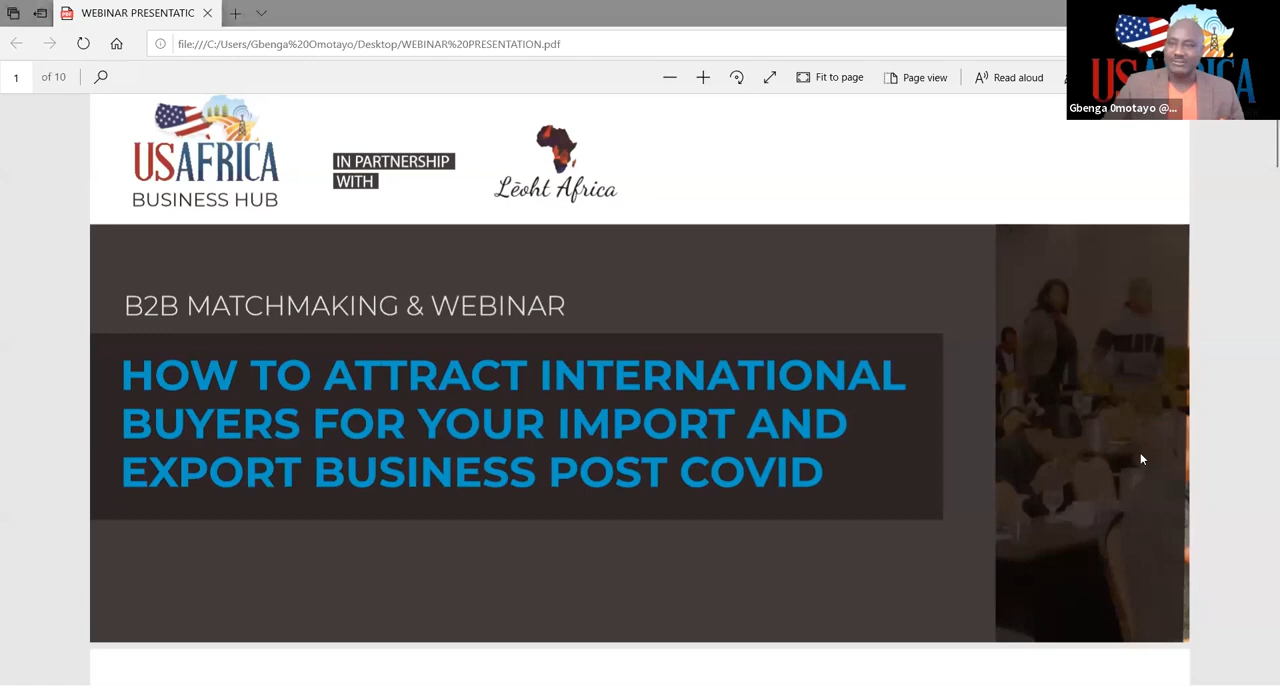 WEBINAR PRESENTATIC
file:///C:/Users/Gbenga%20Omotayo/Desktop/WEBINAR%20PRESENTATION.pdf
1 of 10
Fit to page
Page view
Read aloud
USAFRICA
Gbenga Omotayo @...
USAFRICA
BUSINESS HUB
IN PARTNERSHIP
WITH
Lēoht Africa
B2B MATCHMAKING & WEBINAR
HOW TO ATTRACT INTERNATIONAL
BUYERS FOR YOUR IMPORT AND
EXPORT BUSINESS POST COVID